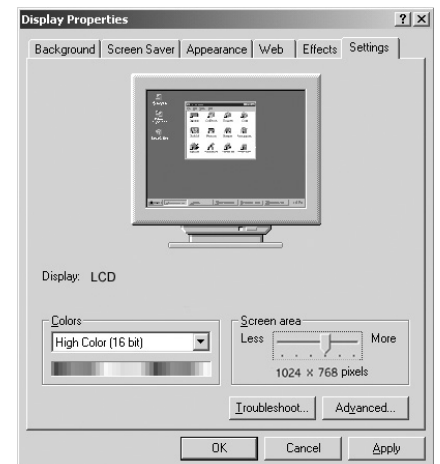 Display Properties
Background Screen Saver Appearance Web Effects Settings
Display: LCD
Colors
High Color (16 bit)
Screen area
Less More
1024 × 768 pixels
Troubleshoot... Advanced...
OK Cancel Apply